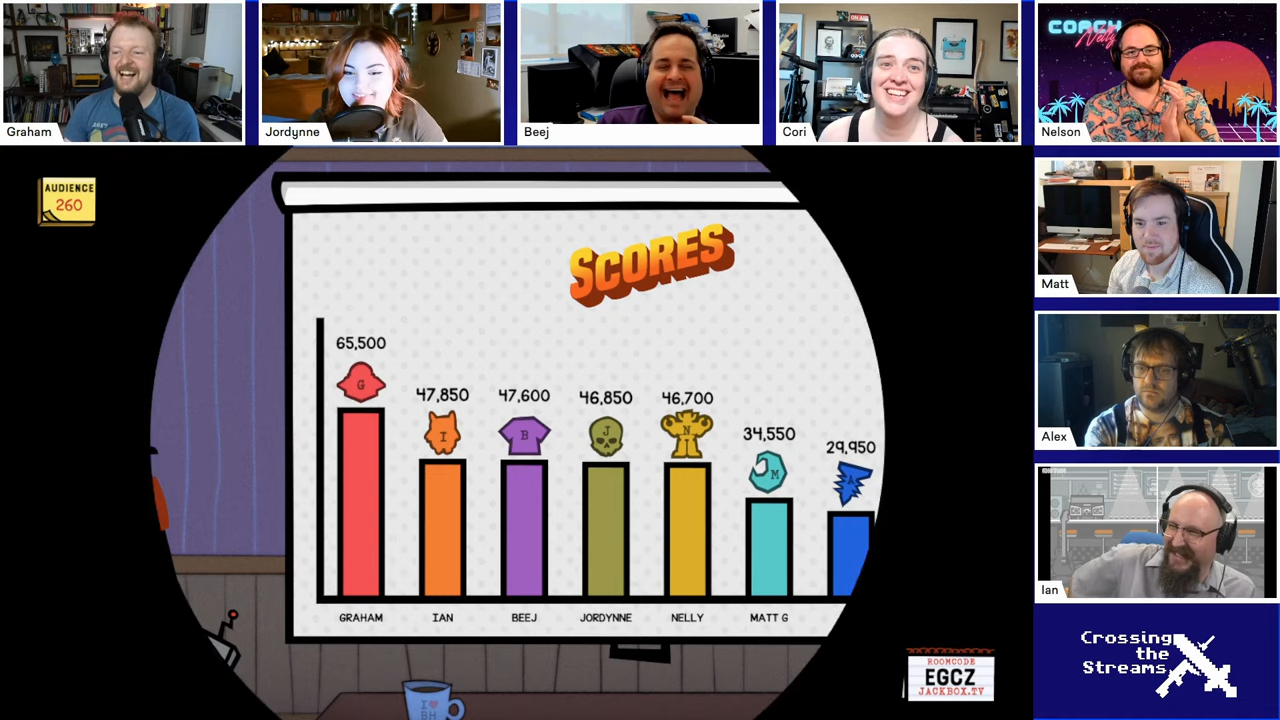 Graham
Jordynne
Beej
Cori
COACH
Nelly
Nelson
AUDIENCE
260
SCORES
65,500
G
47,850
I
47,600
B
46,850
J
46,700
N
34,550
M
29,950
A
GRAHAM
IAN
BEEJ
JORDYNNE
NELLY
MATT G
Matt
Alex
Ian
I ♥
BH
ROOMCODE
EGCZ
JACKBOX.TV
Crossing
the
Streams